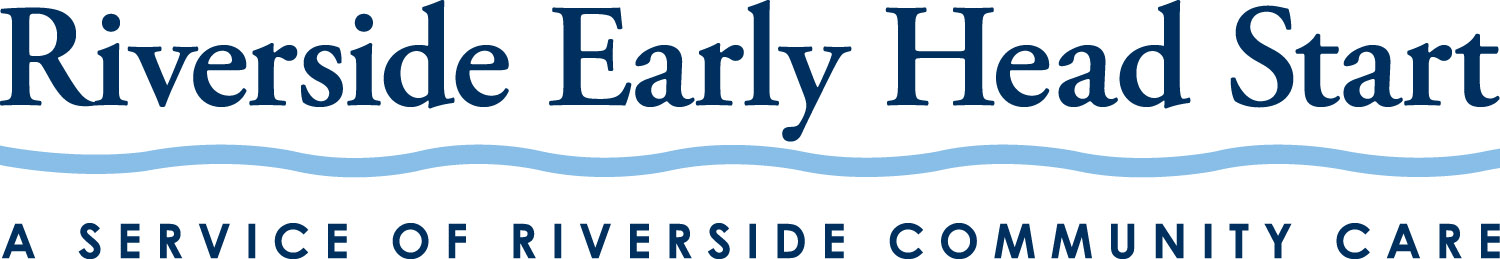 Riverside Early Head Start
A SERVICE OF RIVERSIDE COMMUNITY CARE